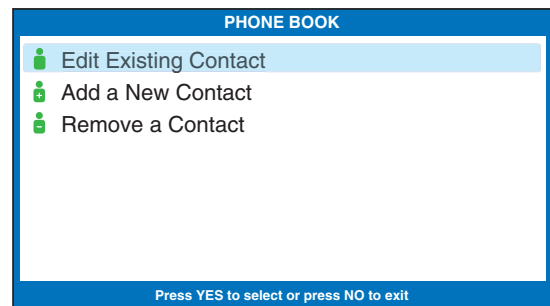 PHONE BOOK
Edit Existing Contact
Add a New Contact
Remove a Contact
Press YES to select or press NO to exit